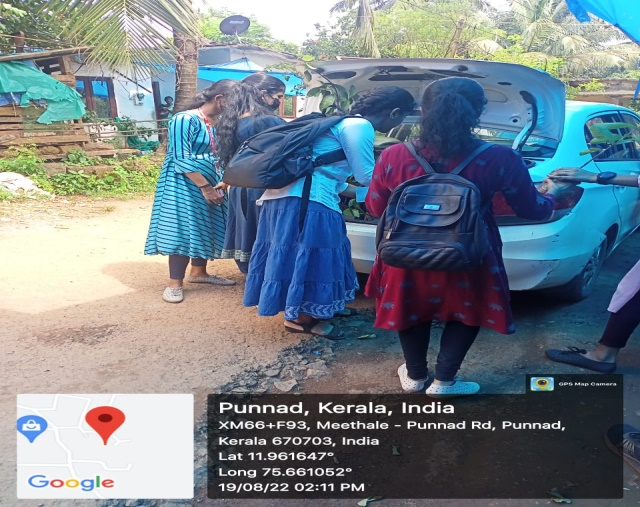 GPS Map Camera
Punnad, Kerala, India
XM66+F93, Meethale - Punnad Rd, Punnad,
Kerala 670703, India
Lat 11.961647°
Long 75.661052°
19/08/22 02:11 PM
Google